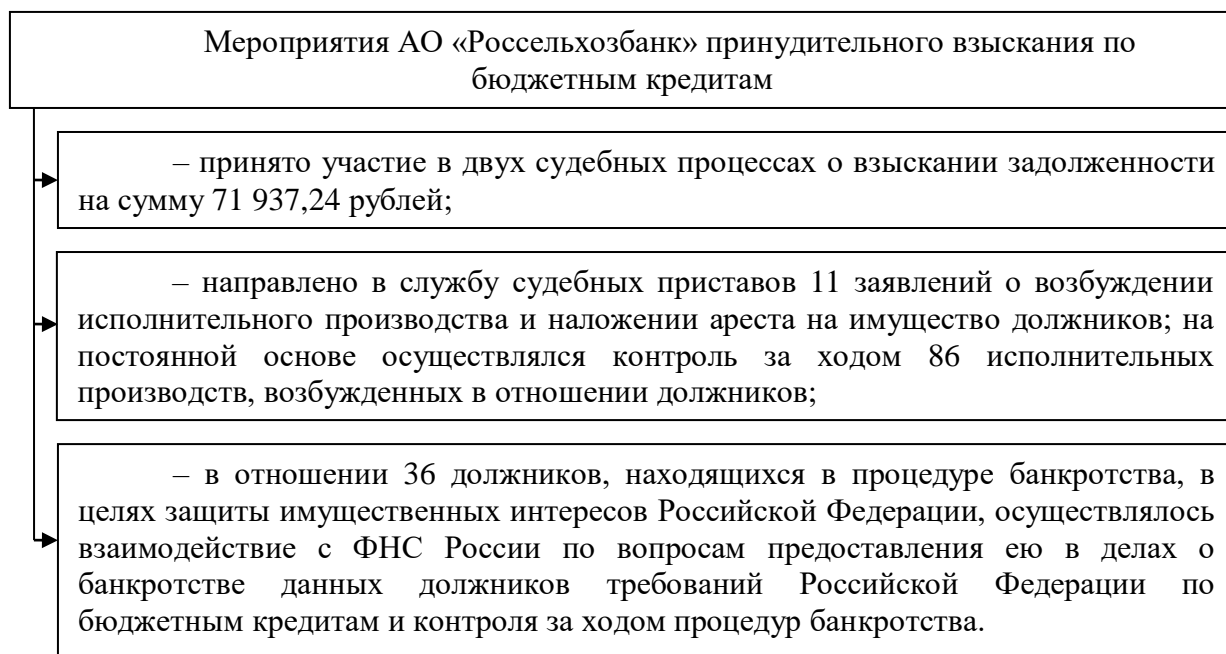 Мероприятия АО «Россельхозбанк» принудительного взыскания по
бюджетным кредитам
– принято участие в двух судебных процессах о взыскании задолженности
на сумму 71 937,24 рублей;
– направлено в службу судебных приставов 11 заявлений о возбуждении
исполнительного производства и наложении ареста на имущество должников; на
постоянной основе осуществлялся контроль за ходом 86 исполнительных
производств, возбужденных в отношении должников;
– в отношении 36 должников, находящихся в процедуре банкротства, в
целях защиты имущественных интересов Российской Федерации, осуществлялось
взаимодействие с ФНС России по вопросам предоставления ею в делах о
банкротстве данных должников требований Российской Федерации по
бюджетным кредитам и контроля за ходом процедур банкротства.